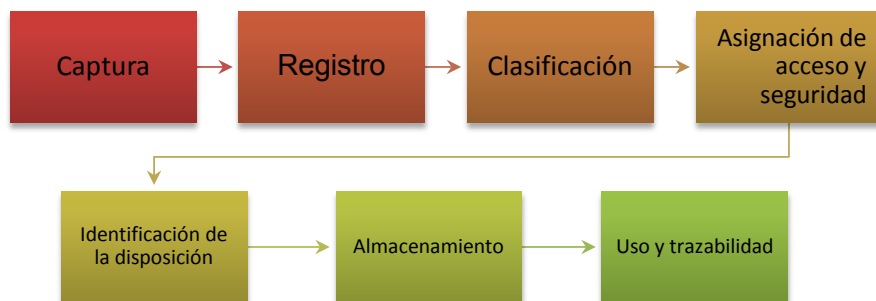 Captura
Registro
Clasificación
Asignación de
acceso y
seguridad
Identificación de
la disposición
Almacenamiento
Uso y trazabilidad